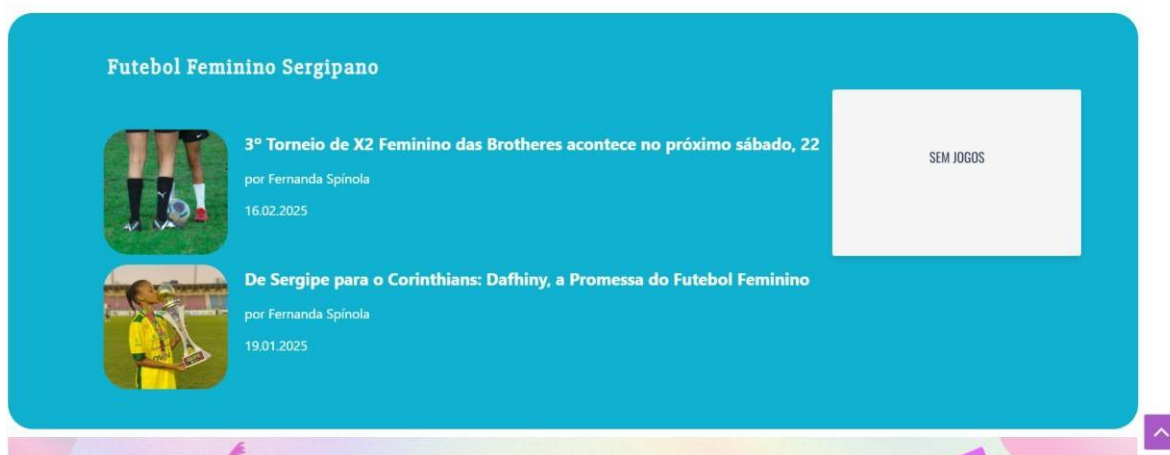 Futebol Feminino Sergipano
3º Torneio de X2 Feminino das Brotheres acontece no próximo sábado, 22
por Fernanda Spínola
16.02.2025
SEM JOGOS
De Sergipe para o Corinthians: Dafhiny, a Promessa do Futebol Feminino
por Fernanda Spínola
19.01.2025